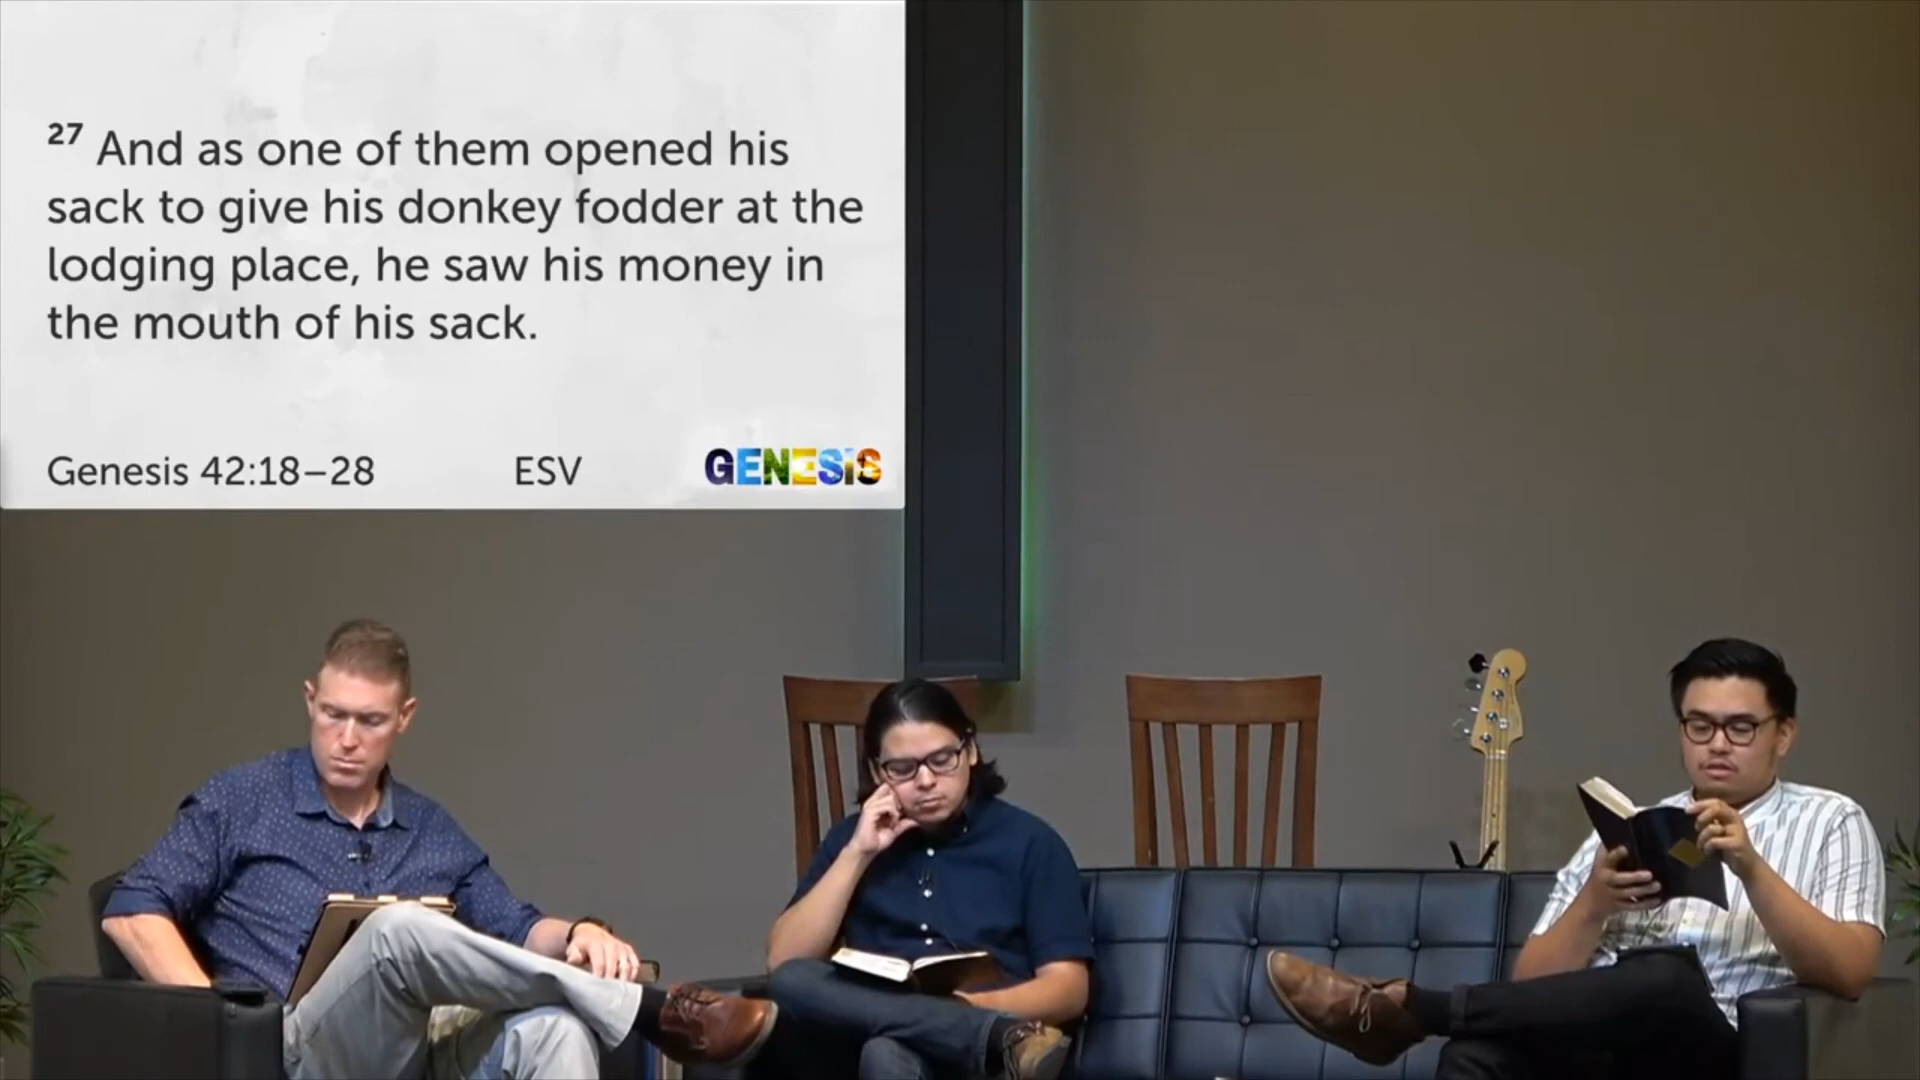 27 And as one of them opened his
sack to give his donkey fodder at the
lodging place, he saw his money in
the mouth of his sack.
Genesis 42:18–28 ESV GENESIS